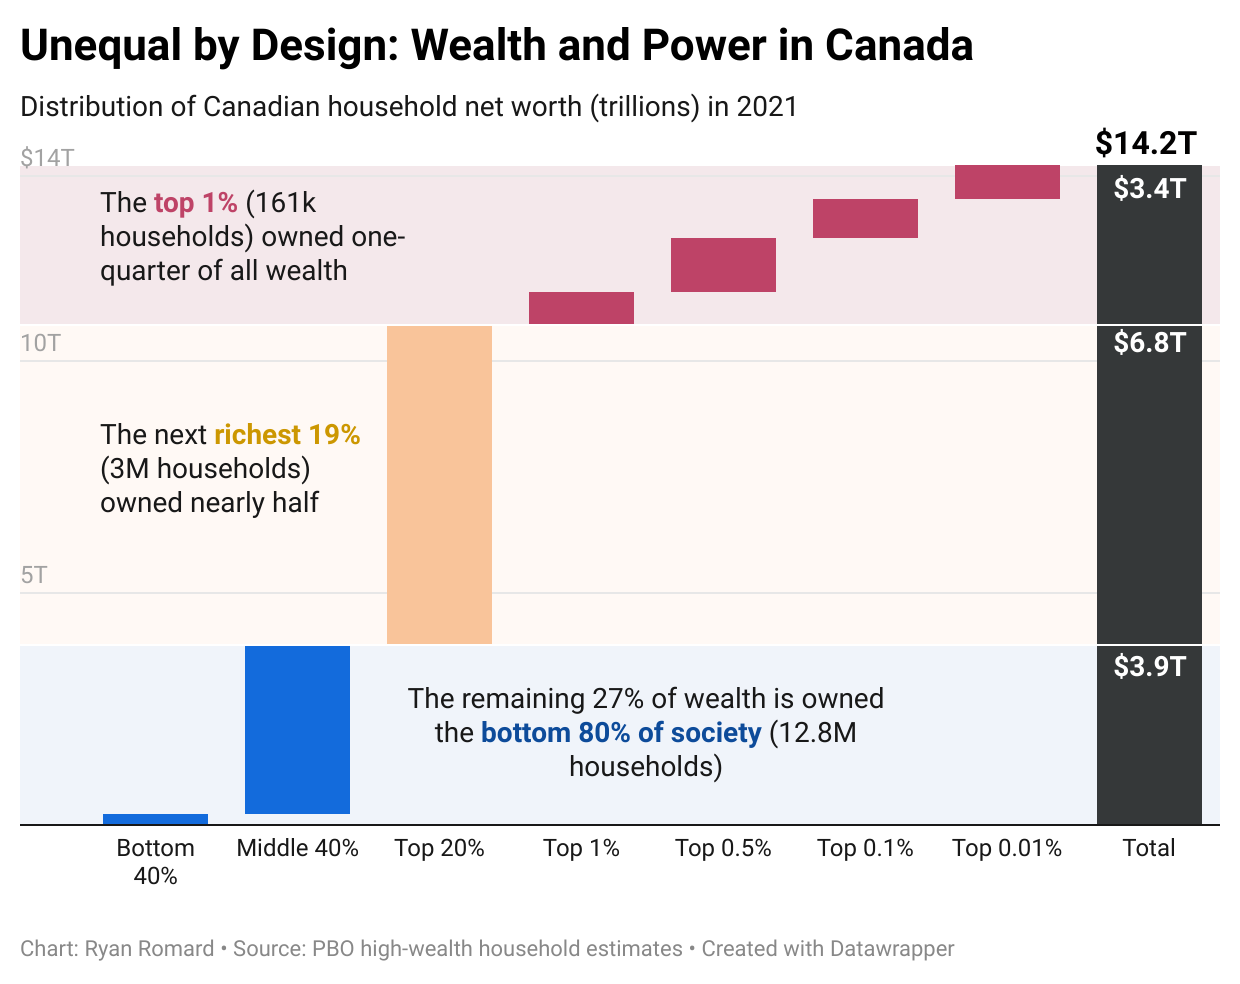 Unequal by Design: Wealth and Power in Canada
Distribution of Canadian household net worth (trillions) in 2021
$14.2T
$14T
$3.4T
The top 1% (161k
households) owned one-
quarter of all wealth
10T
$6.8T
The next richest 19%
(3M households)
owned nearly half
5T
$3.9T
The remaining 27% of wealth is owned
the bottom 80% of society (12.8M
households)
Bottom
40%
Middle 40%
Top 20%
Top 1%
Top 0.5%
Top 0.1%
Top 0.01%
Total
Chart: Ryan Romard • Source: PBO high-wealth household estimates • Created with Datawrapper